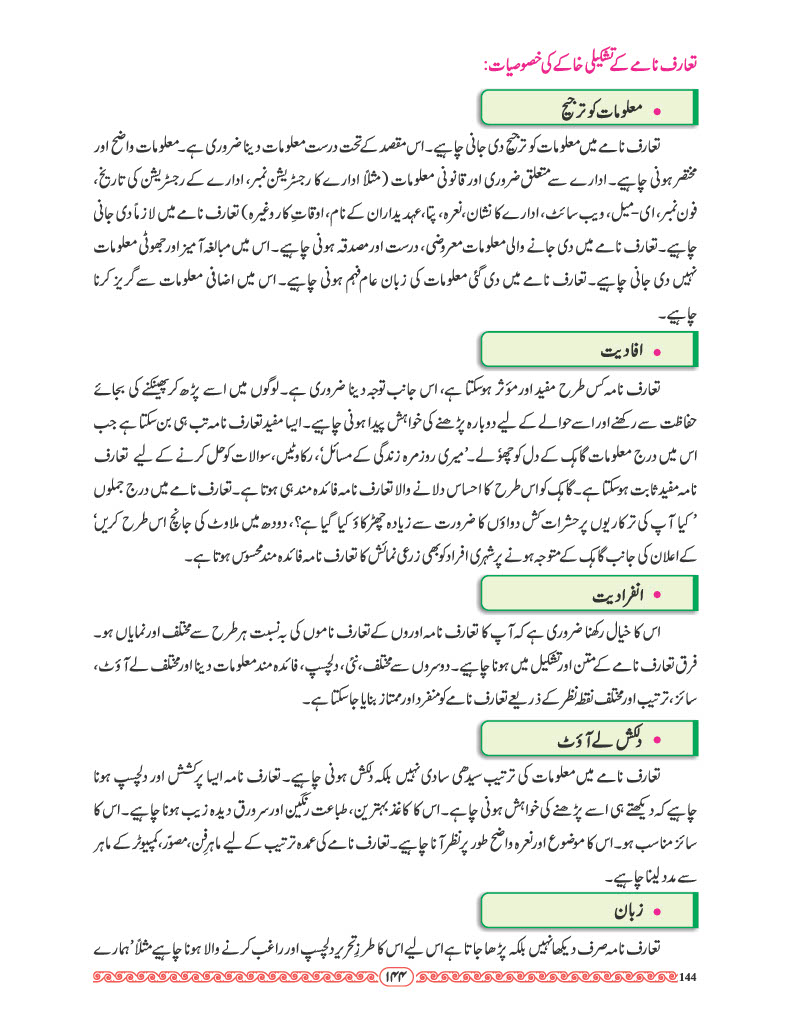 تعارف نامے کے تشکیلی خاکے کی خصوصیات:
• معلومات کو ترجیح
تعارف نامے میں معلومات کو ترجیح دی جانی چاہیے۔ اس مقصد کے تحت درست معلومات دینا ضروری ہے۔ معلومات واضح اور
مختصر ہونی چاہیے۔ ادارے سے متعلق ضروری اور قانونی معلومات (مثلاً ادارے کا رجسٹریشن نمبر، ادارے کے رجسٹریشن کی تاریخ،
فون نمبر، ای-میل، ویب سائٹ، ادارے کا نشان، نعرہ، پتا، عہدیداران کے نام، اوقاتِ کار وغیرہ) تعارف نامے میں لازماً دی جانی
چاہیے۔ تعارف نامے میں دی جانے والی معلومات معروضی، درست اور مصدقہ ہونی چاہیے۔ اس میں مبالغہ آمیز اور جھوٹی معلومات
نہیں دی جانی چاہیے۔ تعارف نامے میں دی گئی معلومات کی زبان عام فہم ہونی چاہیے۔ اس میں اضافی معلومات سے گریز کرنا
چاہیے۔
• افادیت
تعارف نامہ کس طرح مفید اور مؤثر ہوسکتا ہے، اس جانب توجہ دینا ضروری ہے۔ لوگوں میں اسے پڑھ کر پھینکنے کی بجائے
حفاظت سے رکھنے اور اسے حوالے کے لیے دوبارہ پڑھنے کی خواہش پیدا ہونی چاہیے۔ ایسا مفید تعارف نامہ تب ہی بن سکتا ہے جب
اس میں درج معلومات گاہک کے دل کو چھوٗ لے۔ 'میری روزمرہ زندگی کے مسائل'، رکاوٹیں، سوالات کو حل کرنے کے لیے تعارف
نامہ مفید ثابت ہوسکتا ہے۔ گاہک کو اس طرح کا احساس دلانے والا تعارف نامہ فائدہ مند ہی ہوتا ہے۔ تعارف نامے میں درج جملوں
'کیا آپ کی ترکاریوں پر حشرات کش دواؤں کا ضرورت سے زیادہ چھڑکاؤ کیا گیا ہے؟، دودھ میں ملاوٹ کی جانچ اس طرح کریں'
کے اعلان کی جانب گاہک کے متوجہ ہونے پر شہری افراد کو بھی زرعی نمائش کا تعارف نامہ فائدہ مند محسوس ہوتا ہے۔
• انفرادیت
اس کا خیال رکھنا ضروری ہے کہ آپ کا تعارف نامہ اوروں کے تعارف ناموں کی بہ نسبت ہر طرح سے مختلف اور نمایاں ہو۔
فرق تعارف نامے کے متن اور تشکیل میں ہونا چاہیے۔ دوسروں سے مختلف، نئی، دلچسپ، فائدہ مند معلومات دینا اور مختلف لے آؤٹ،
سائز، ترتیب اور مختلف نقطۂ نظر کے ذریعے تعارف نامے کو منفرد اور ممتاز بنایا جاسکتا ہے۔
• دلکش لے آؤٹ
تعارف نامے میں معلومات کی ترتیب سیدھی سادی نہیں بلکہ دلکش ہونی چاہیے۔ تعارف نامہ ایسا پرکشش اور دلچسپ ہونا
چاہیے کہ دیکھتے ہی اسے پڑھنے کی خواہش ہونی چاہے۔ اس کا کاغذ بہترین، طباعت رنگین اور سرورق دیدہ زیب ہونا چاہیے۔ اس کا
سائز مناسب ہو۔ اس کا موضوع اور نعرہ واضح طور پر نظر آنا چاہیے۔ تعارف نامے کی عمدہ ترتیب کے لیے ماہرِ فن، مصوّر، کمپیوٹر کے ماہر
سے مدد لینا چاہیے۔
• زبان
تعارف نامہ صرف دیکھا نہیں بلکہ پڑھا جاتا ہے اس لیے اس کا طرزِ تحریر دلچسپ اور راغب کرنے والا ہونا چاہیے مثلاً 'ہمارے
144 ۱۴۴